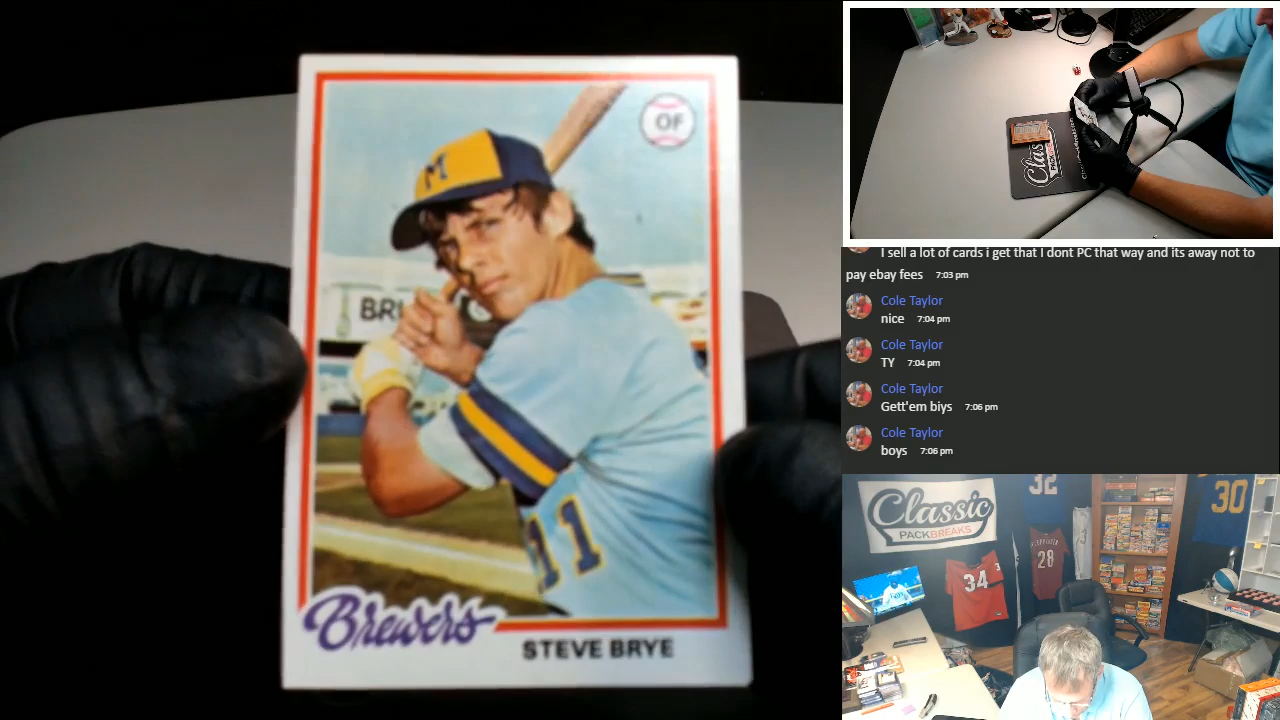 OF
M
BR
11
Brewers
STEVE BRYE
Clas
I sell a lot of cards i get that I dont PC that way and its away not to
pay ebay fees 7:03 pm
Cole Taylor
nice 7:04 pm
Cole Taylor
TY 7:04 pm
Cole Taylor
Gett'em biys 7:06 pm
Cole Taylor
boys 7:06 pm
Classic
PACKBREAKS
32
30
34
28